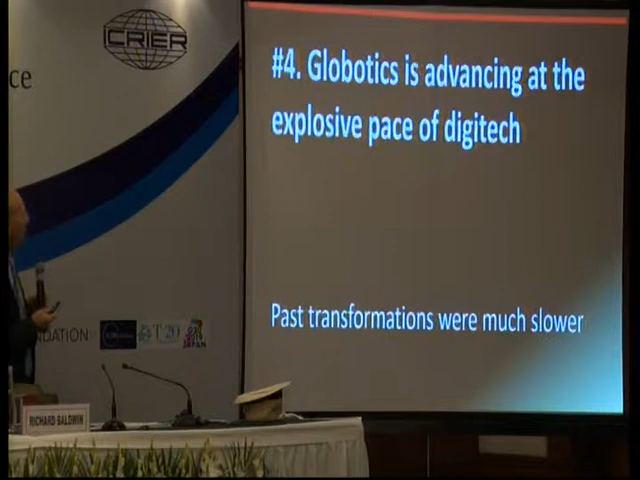 ICRIER
ce
#4. Globotics is advancing at the
explosive pace of digitech
Past transformations were much slower
DATION
T20
JAPAN
RICHARD BALDWIN